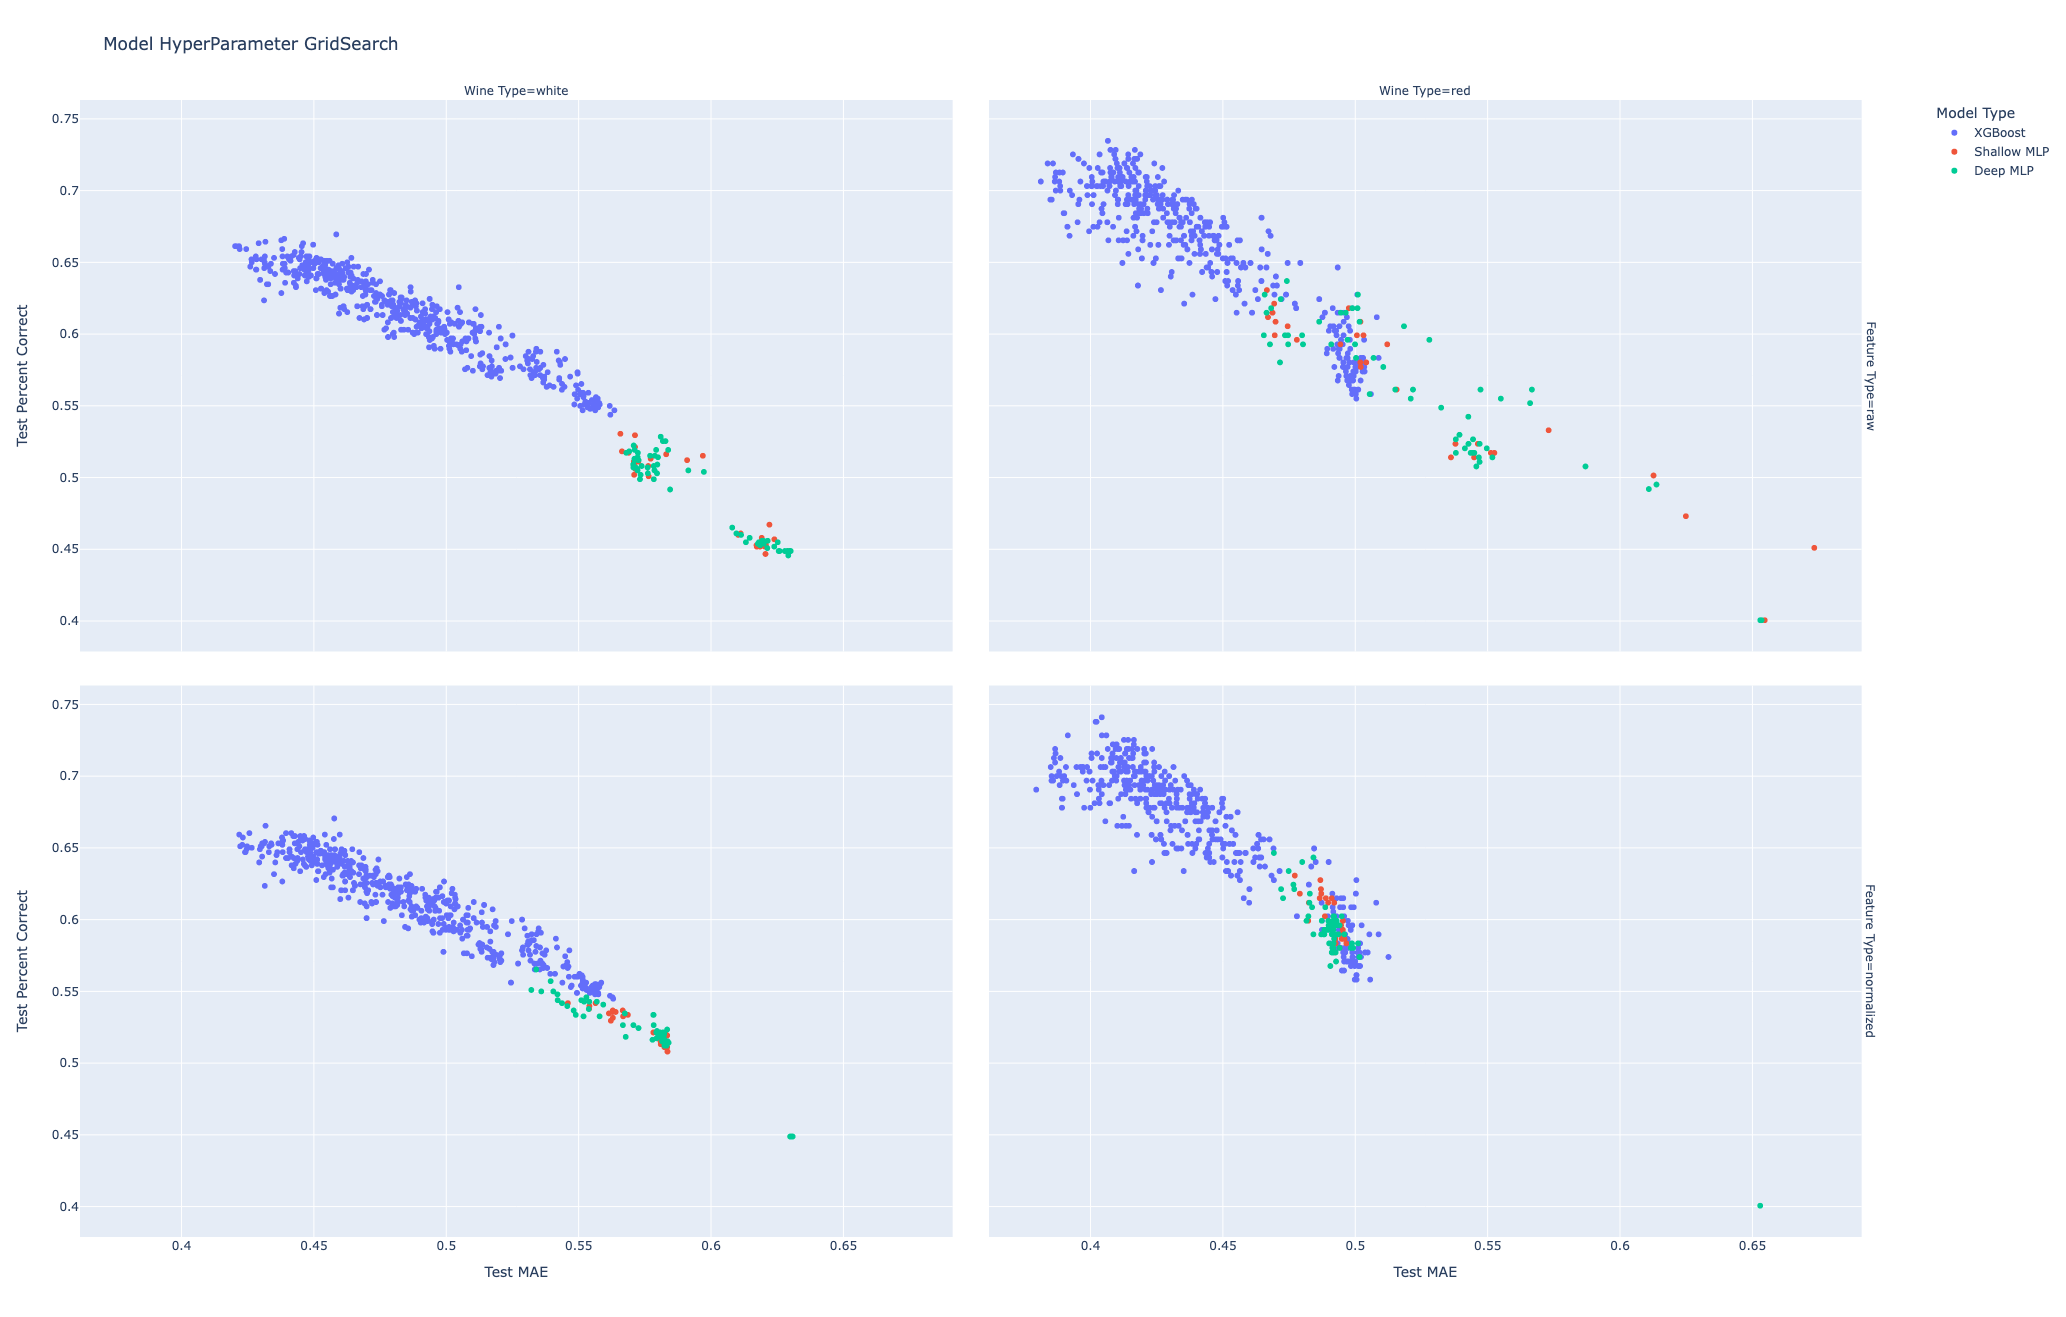 Model HyperParameter GridSearch
Wine Type=white
Wine Type=red
Model Type
XGBoost
Shallow MLP
Deep MLP
0.75
0.7
0.65
0.6
0.55
0.5
0.45
0.4
Test Percent Correct
Feature Type=raw
0.75
0.7
0.65
0.6
0.55
0.5
0.45
0.4
Test Percent Correct
Feature Type=normalized
0.4 0.45 0.5 0.55 0.6 0.65
0.4 0.45 0.5 0.55 0.6 0.65
Test MAE
Test MAE